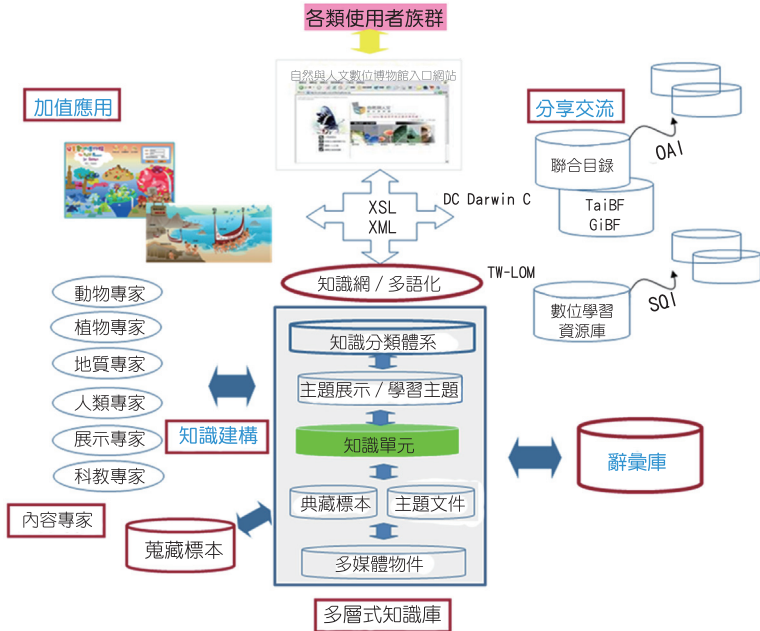 各類使用者族群
自然與人文數位博物館入口網站
加值應用
分享交流
聯合目錄
OAI
TaiBF
GiBF
XSL
XML
DC Darwin C
知識網/多語化
TW-LOM
數位學習
資源庫
SQI
動物專家
植物專家
地質專家
人類專家
展示專家
科教專家
內容專家
知識建構
蒐藏標本
知識分類體系
主題展示/學習主題
知識單元
典藏標本
主題文件
多媒體物件
多層式知識庫
辭彙庫